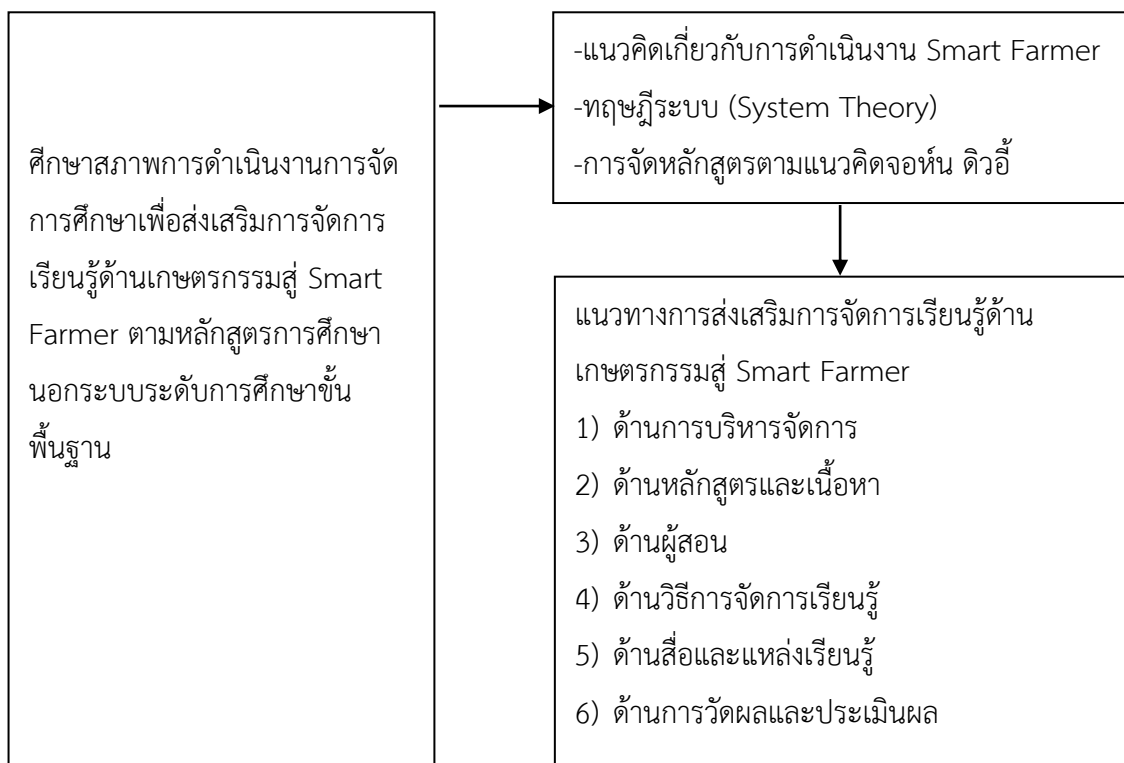 ศึกษาสภาพการดำเนินงานการจัด
การศึกษาเพื่อส่งเสริมการจัดการ
เรียนรู้ด้านเกษตรกรรมสู่ Smart
Farmer ตามหลักสูตรการศึกษา
นอกระบบระดับการศึกษาขั้น
พื้นฐาน
-แนวคิดเกี่ยวกับการดำเนินงาน Smart Farmer
-ทฤษฎีระบบ (System Theory)
-การจัดหลักสูตรตามแนวคิดจอห์น ดิวอี้
แนวทางการส่งเสริมการจัดการเรียนรู้ด้าน
เกษตรกรรมสู่ Smart Farmer
1) ด้านการบริหารจัดการ
2) ด้านหลักสูตรและเนื้อหา
3) ด้านผู้สอน
4) ด้านวิธีการจัดการเรียนรู้
5) ด้านสื่อและแหล่งเรียนรู้
6) ด้านการวัดผลและประเมินผล